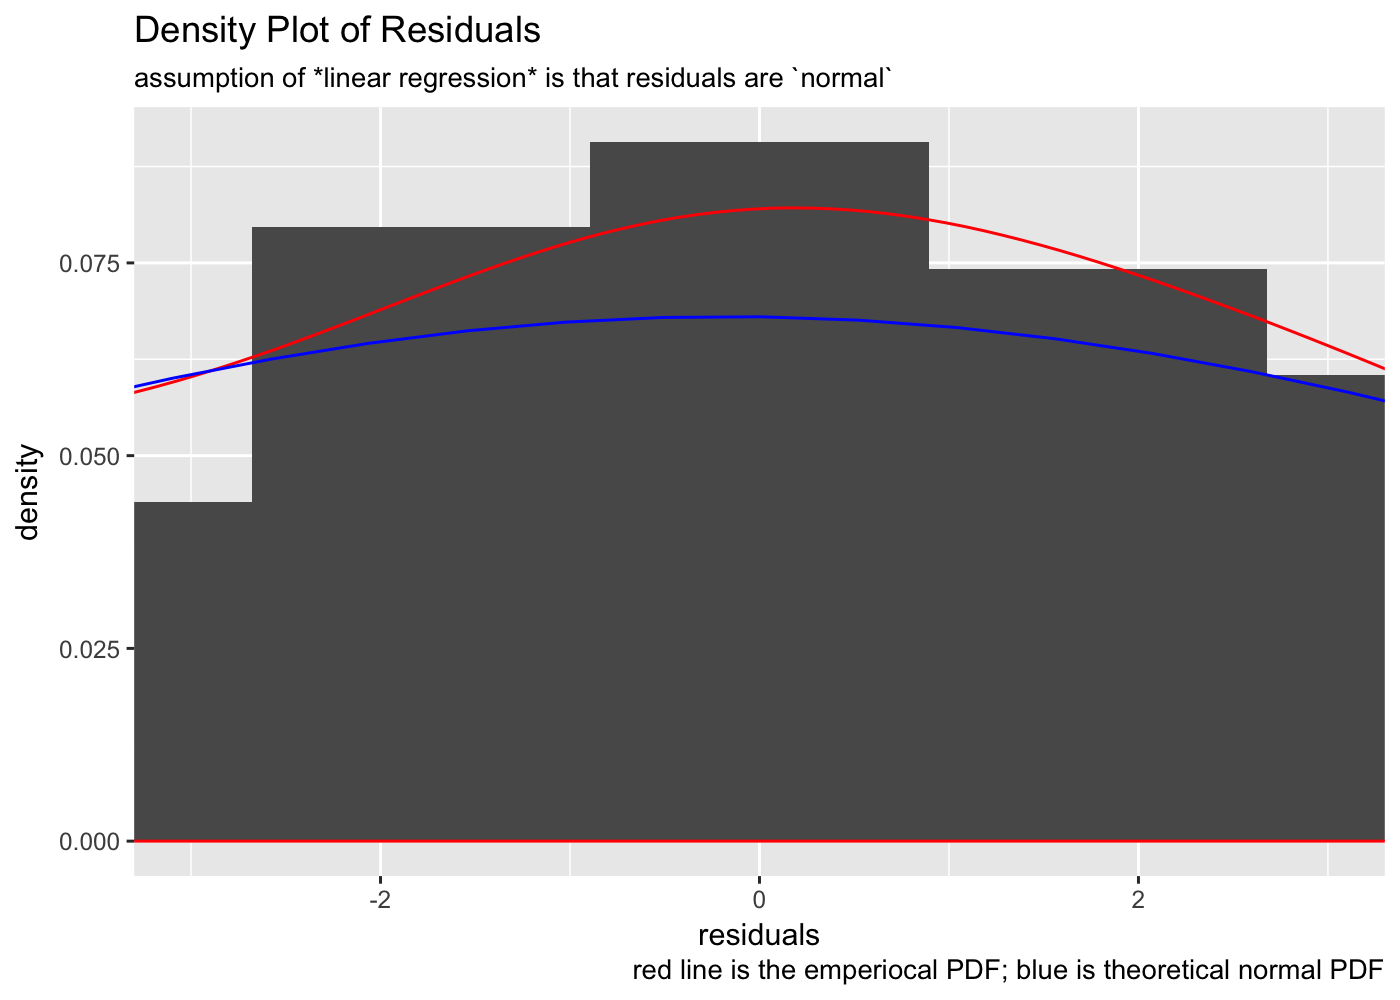 Density Plot of Residuals
assumption of *linear regression* is that residuals are `normal`
density
0.075
0.050
0.025
0.000
-2
0
2
residuals
red line is the emperiocal PDF; blue is theoretical normal PDF